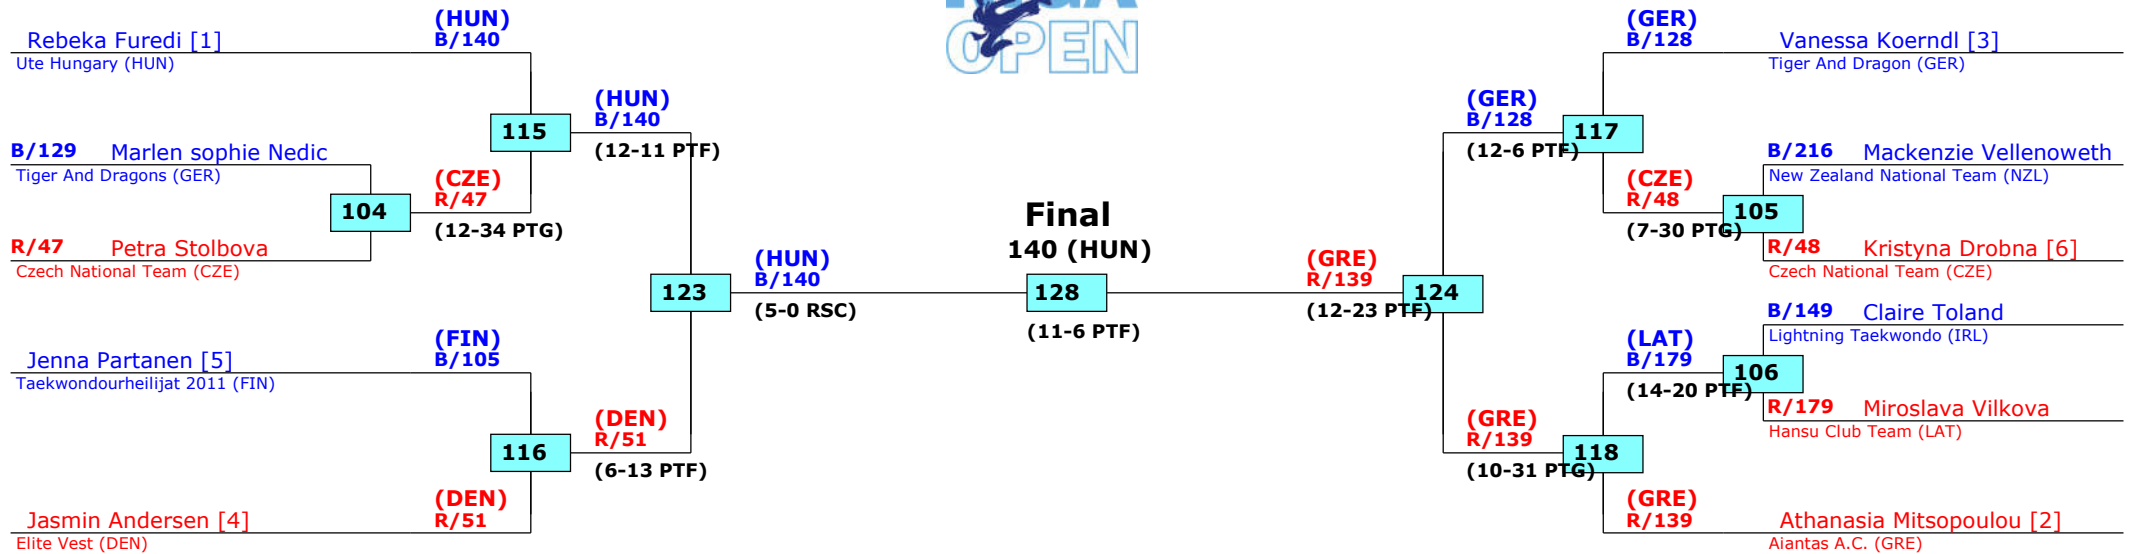 OPEN
(HUN)
B/140
Rebeka Furedi [1]
Ute Hungary (HUN)
B/129 Marlen sophie Nedic
Tiger And Dragons (GER)
104
R/47 Petra Stolbova
Czech National Team (CZE)
(CZE)
R/47
(12-34 PTG)
115
(HUN)
B/140
(12-11 PTF)
Jenna Partanen [5]
Taekwondourheilijat 2011 (FIN)
(FIN)
B/105
116
Jasmin Andersen [4]
Elite Vest (DEN)
(DEN)
R/51
(DEN)
R/51
(6-13 PTF)
123
(HUN)
B/140
(5-0 RSC)
Final
140 (HUN)
128
(11-6 PTF)
(GRE)
R/139
(12-23 PTF)
124
(GER)
B/128
(12-6 PTF)
117
(GER)
B/128
Vanessa Koerndl [3]
Tiger And Dragon (GER)
B/216 Mackenzie Vellenoweth
New Zealand National Team (NZL)
(CZE)
R/48
(7-30 PTG)
105
R/48 Kristyna Drobna [6]
Czech National Team (CZE)
B/149 Claire Toland
Lightning Taekwondo (IRL)
(LAT)
B/179
(14-20 PTF)
106
R/179 Miroslava Vilkova
Hansu Club Team (LAT)
(GRE)
R/139
(10-31 PTG)
118
(GRE)
R/139
Athanasia Mitsopoulou [2]
Aiantas A.C. (GRE)